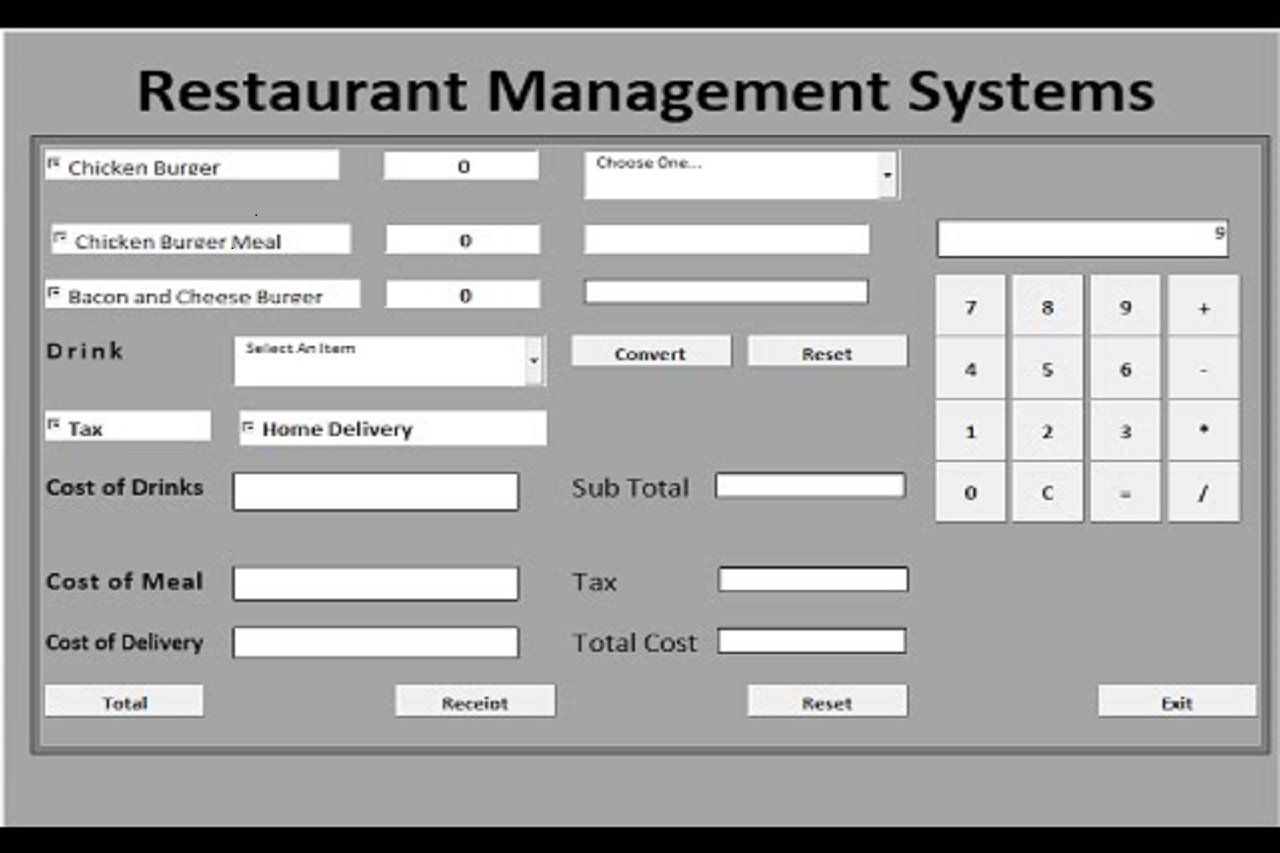 Restaurant Management Systems
Chicken Burger 0 Choose One...
Chicken Burger Meal 0 9
Bacon and Cheese Burger 0
7 8 9 +
Drink Select An Item Convert Reset
4 5 6 -
Tax Home Delivery
1 2 3 *
Cost of Drinks Sub Total
0 C = /
Cost of Meal Tax
Cost of Delivery Total Cost
Total Receipt Reset Exit